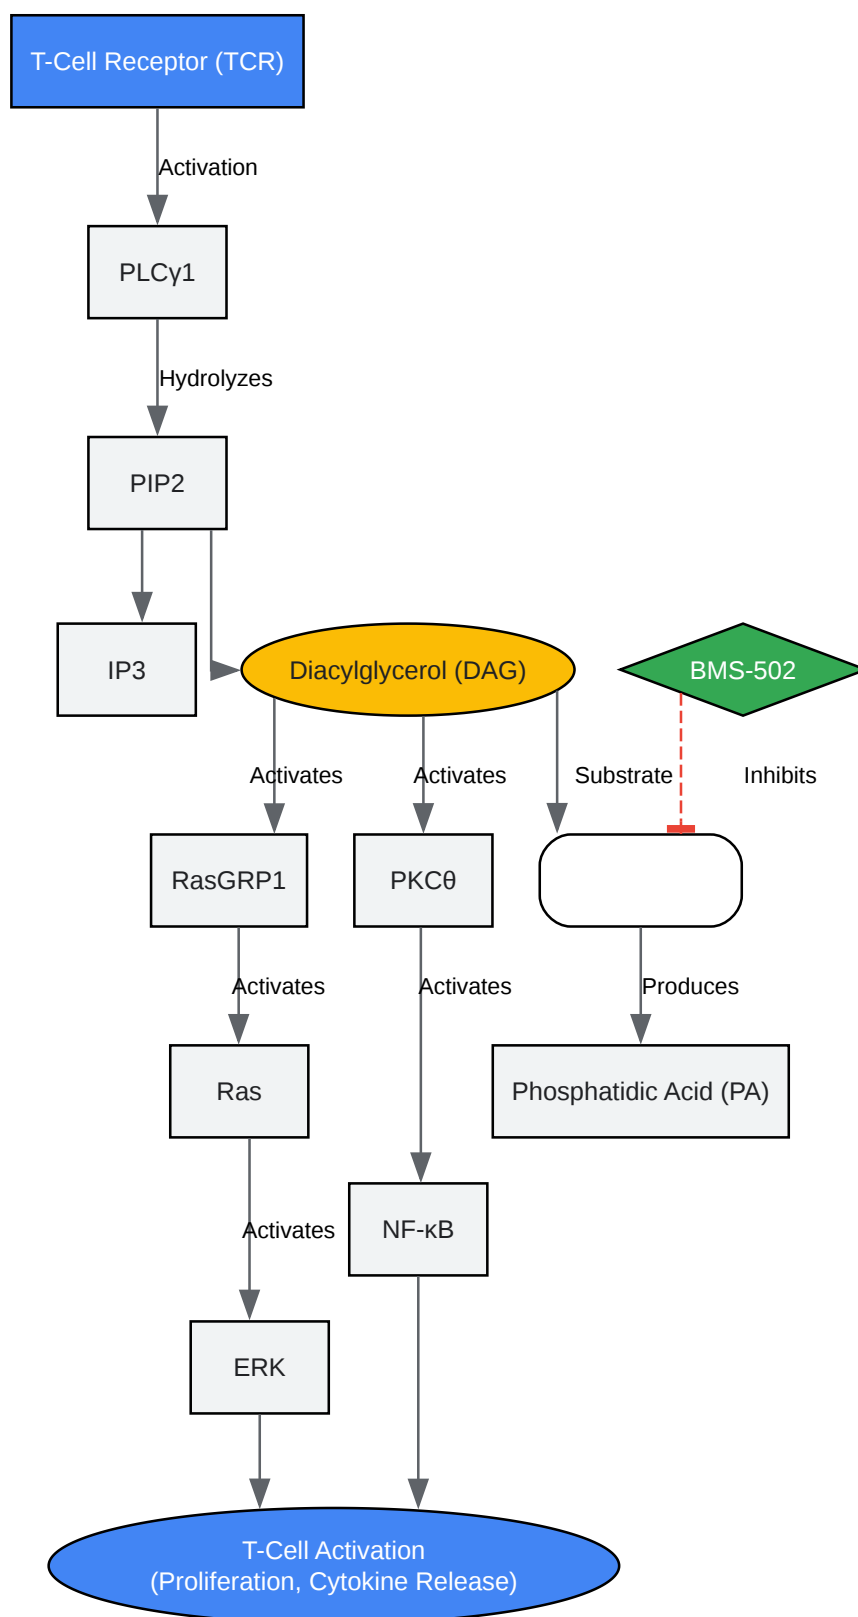 T-Cell Receptor (TCR)
Activation
PLCγ1
Hydrolyzes
PIP2
IP3
Diacylglycerol (DAG)
BMS-502
Activates
Activates
Substrate
Inhibits
RasGRP1
PKCθ
Activates
Activates
Produces
Ras
Phosphatidic Acid (PA)
Activates
NF-κB
ERK
T-Cell Activation
(Proliferation, Cytokine Release)